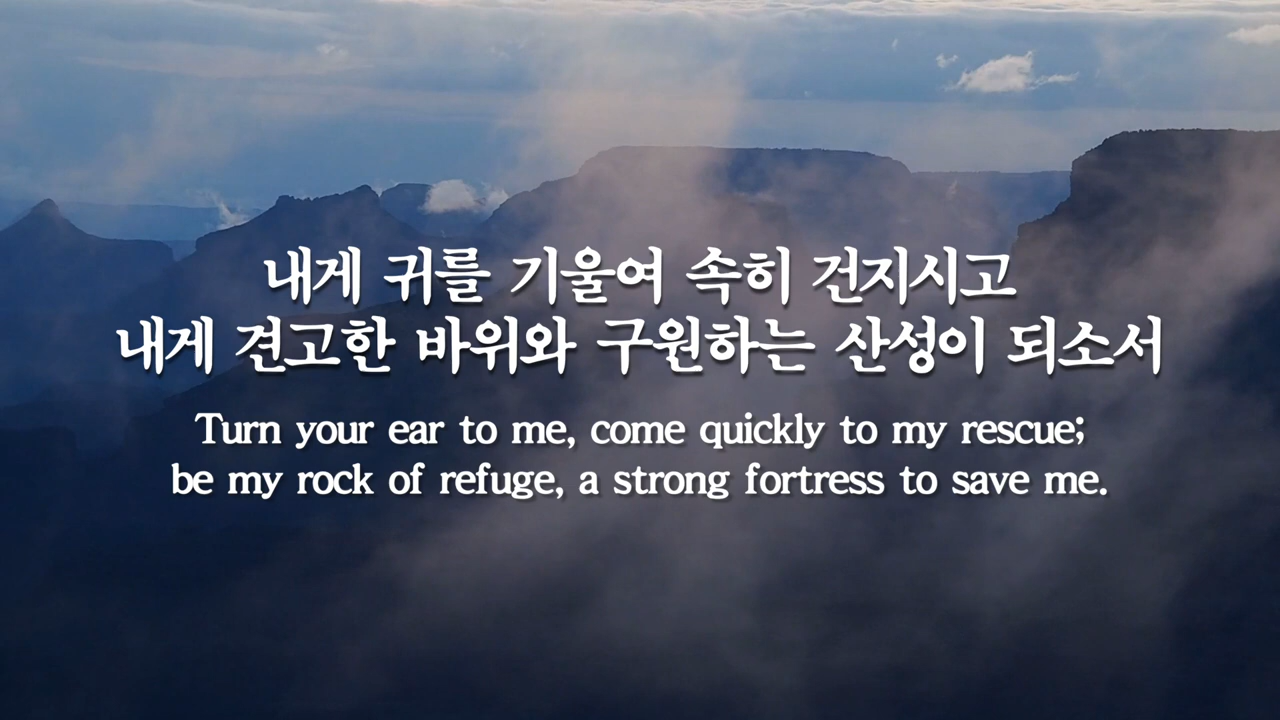 내게 귀를 기울여 속히 건지시고
내게 견고한 바위와 구원하는 산성이 되소서
Turn your ear to me, come quickly to my rescue;
be my rock of refuge, a strong fortress to save me.